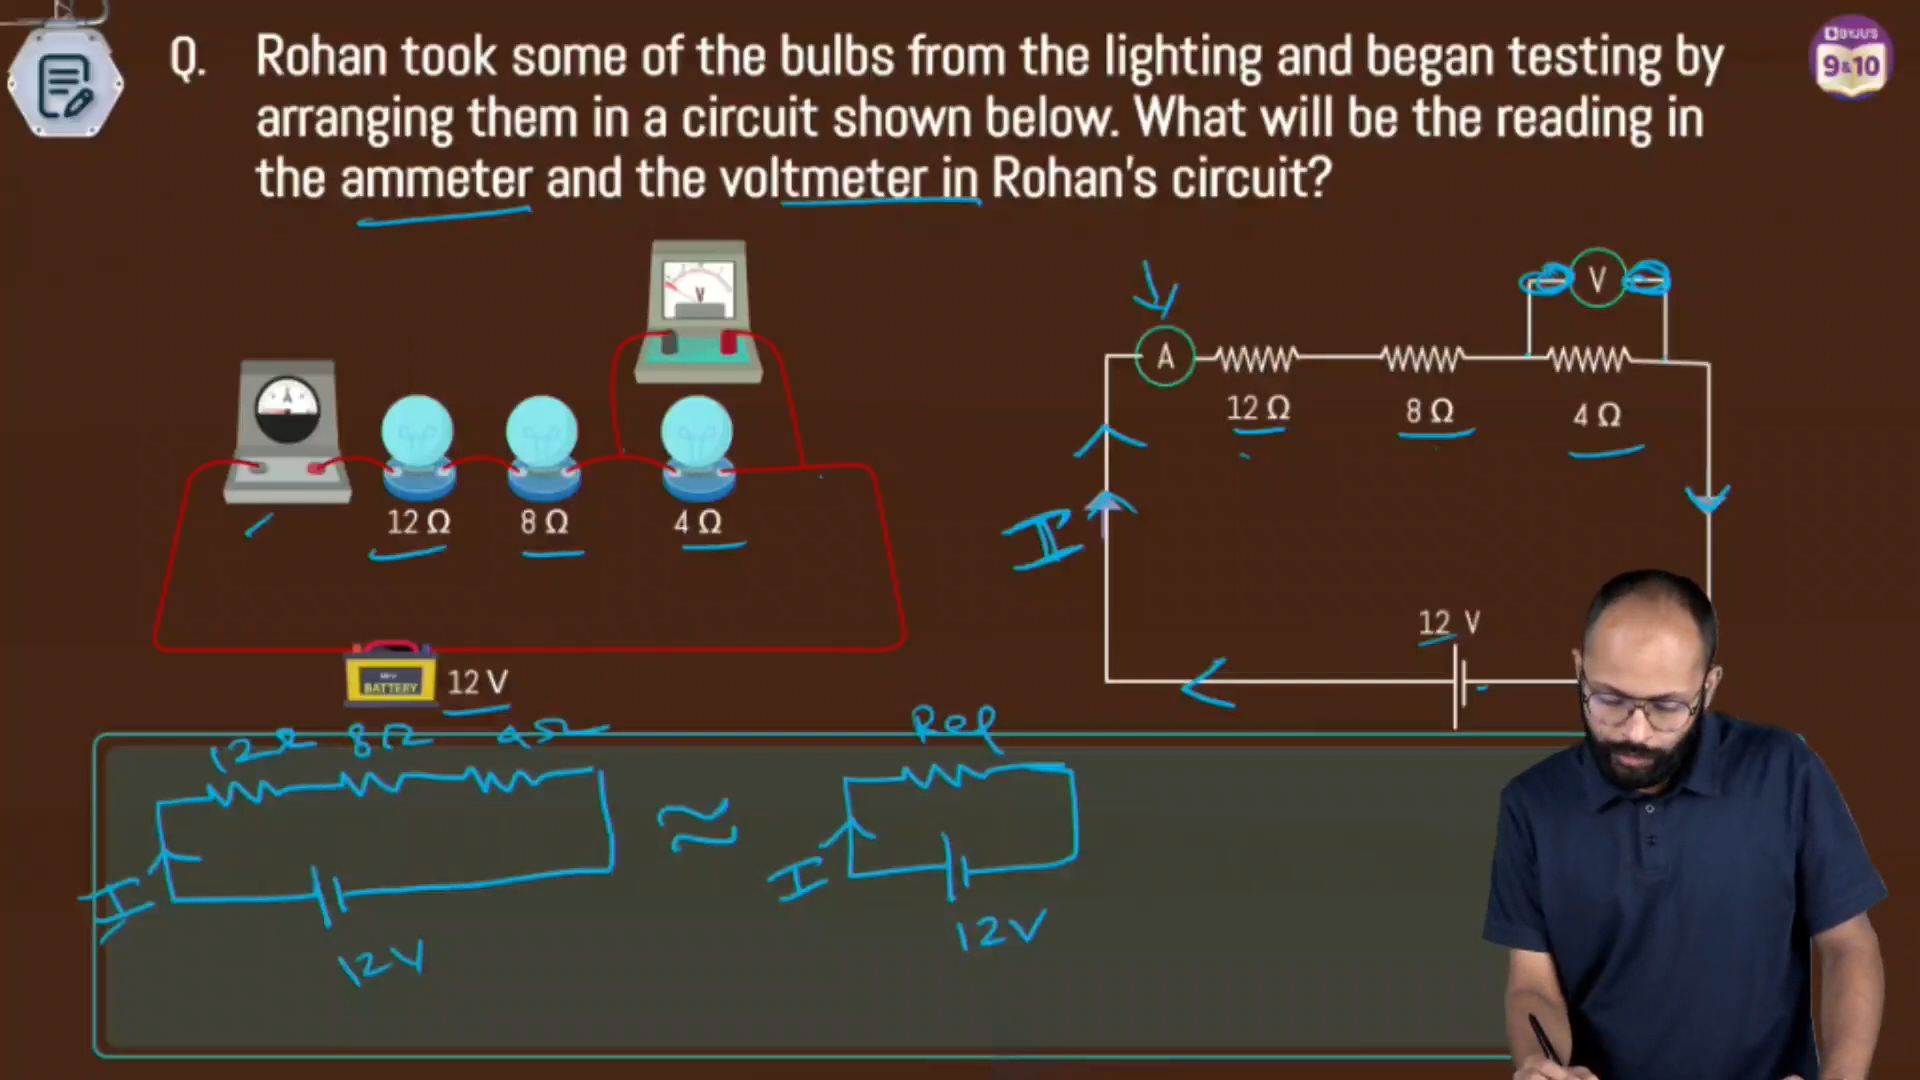 Q. Rohan took some of the bulbs from the lighting and began testing by
arranging them in a circuit shown below. What will be the reading in
the ammeter and the voltmeter in Rohan's circuit?
BYJU'S
9&10
V
A
12 Ω
8 Ω
4 Ω
BATTERY
12 V
V
A
12 Ω
8 Ω
4 Ω
I
12 V
12Ω 8Ω 4Ω
I
12V
≈
Req
I
12V